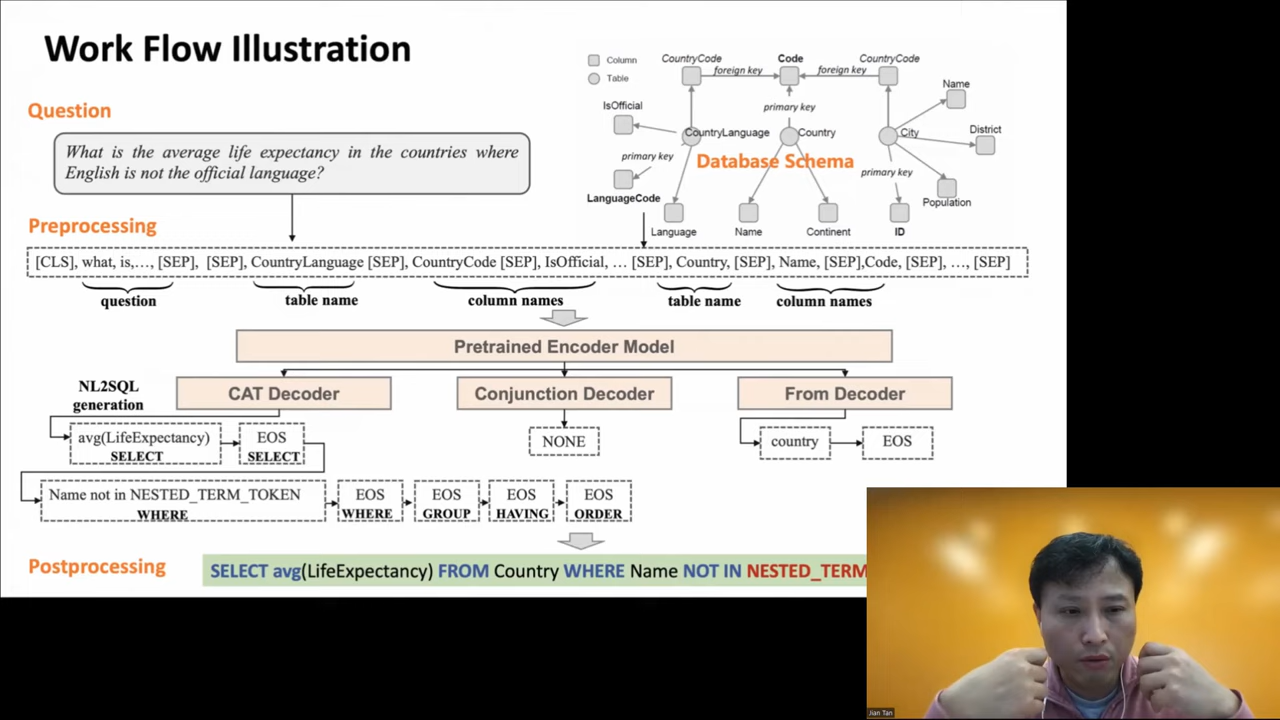 Work Flow Illustration
Column
Table
CountryCode
Code
CountryCode
foreign key
foreign key
Name
IsOfficial
primary key
District
CountryLanguage
Country
City
primary key
Database Schema
primary key
LanguageCode
Population
Language
Name
Continent
ID
Question
What is the average life expectancy in the countries where
English is not the official language?
Preprocessing
[CLS], what, is,…, [SEP], [SEP], CountryLanguage [SEP], CountryCode [SEP], IsOfficial, … [SEP], Country, [SEP], Name, [SEP],Code, [SEP], …, [SEP]
question
table name
column names
table name
column names
Pretrained Encoder Model
NL2SQL
generation
CAT Decoder
Conjunction Decoder
From Decoder
avg(LifeExpectancy)
SELECT
EOS
SELECT
NONE
country
EOS
Name not in NESTED_TERM_TOKEN
WHERE
EOS
WHERE
EOS
GROUP
EOS
HAVING
EOS
ORDER
Postprocessing
SELECT avg(LifeExpectancy) FROM Country WHERE Name NOT IN NESTED_TERM
Jian Tan